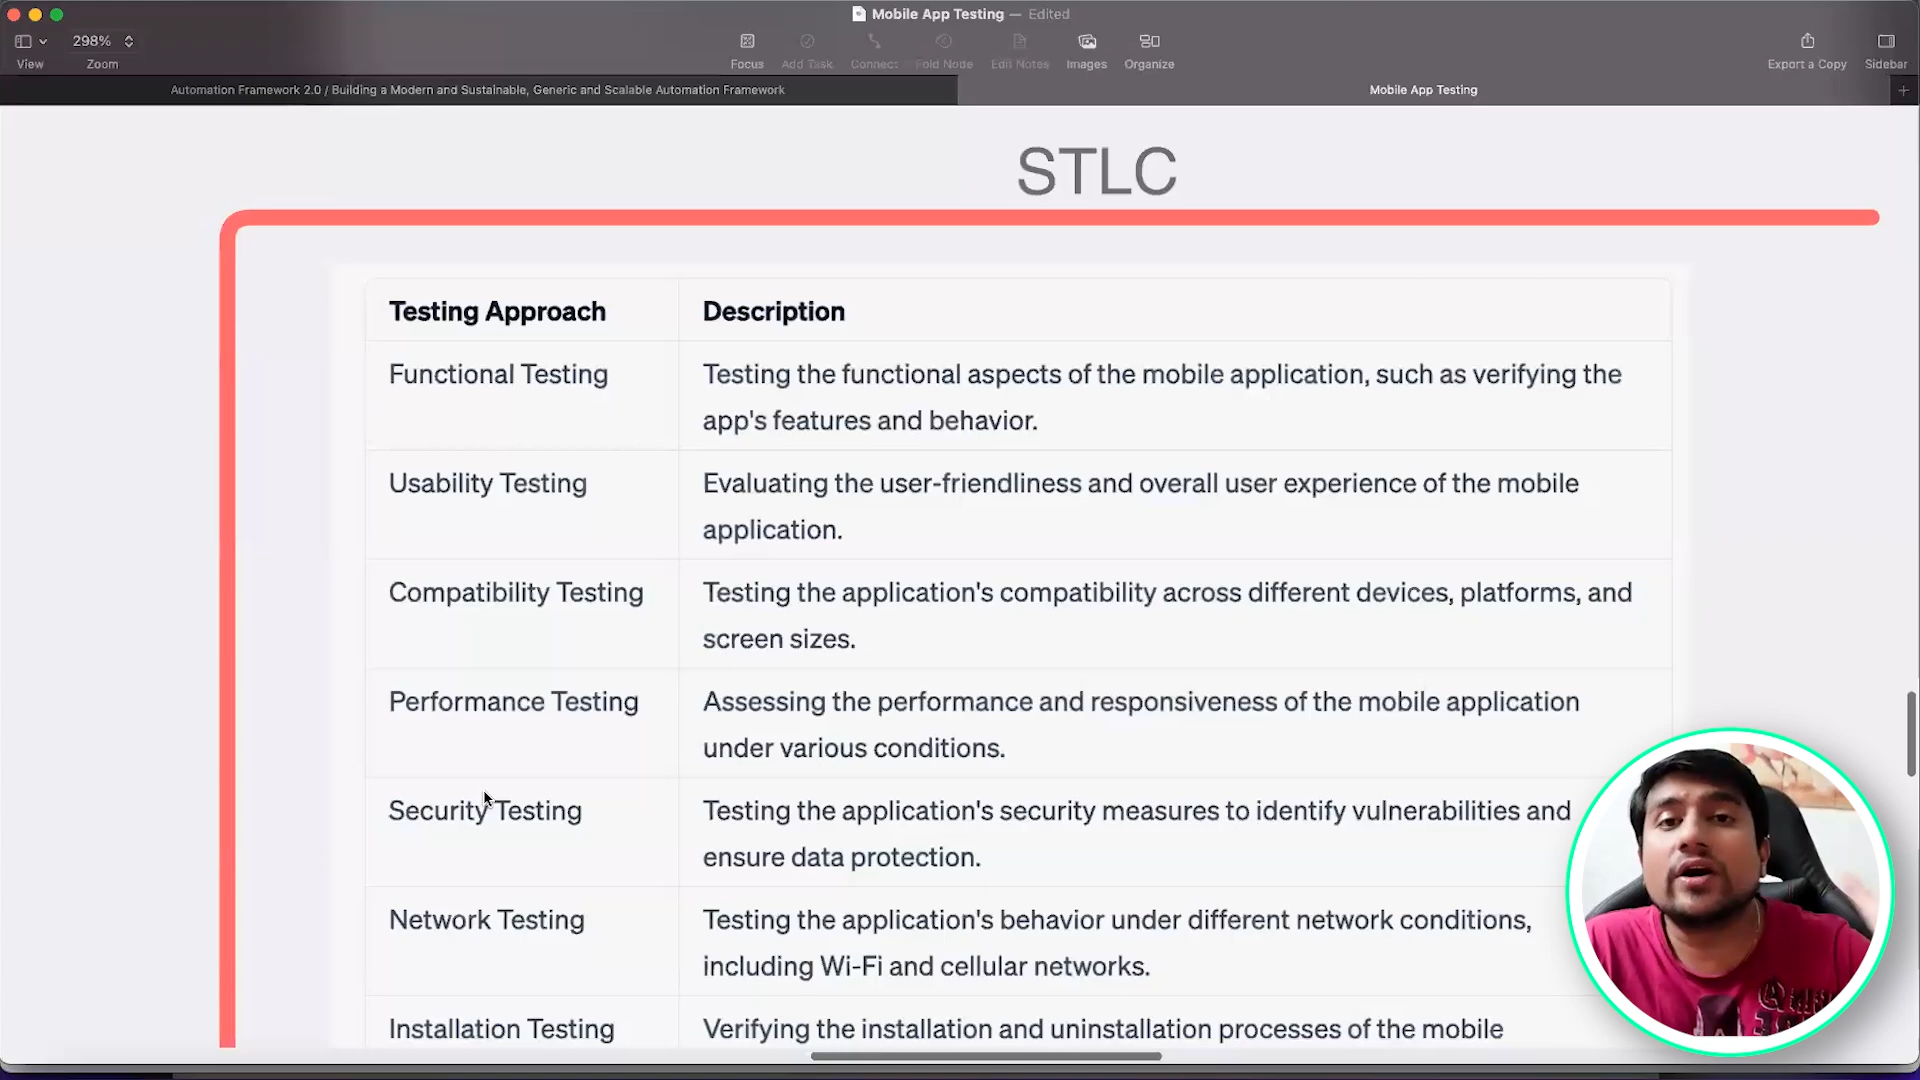 Mobile App Testing — Edited
298%
View
Zoom
Focus
Add Task
Connect
Fold Node
Edit Notes
Images
Organize
Export a Copy
Sidebar
Automation Framework 2.0 / Building a Modern and Sustainable, Generic and Scalable Automation Framework
Mobile App Testing
STLC
Testing Approach
Description
Functional Testing
Testing the functional aspects of the mobile application, such as verifying the
app's features and behavior.
Usability Testing
Evaluating the user-friendliness and overall user experience of the mobile
application.
Compatibility Testing
Testing the application's compatibility across different devices, platforms, and
screen sizes.
Performance Testing
Assessing the performance and responsiveness of the mobile application
under various conditions.
Security Testing
Testing the application's security measures to identify vulnerabilities and
ensure data protection.
Network Testing
Testing the application's behavior under different network conditions,
including Wi-Fi and cellular networks.
Installation Testing
Verifying the installation and uninstallation processes of the mobile